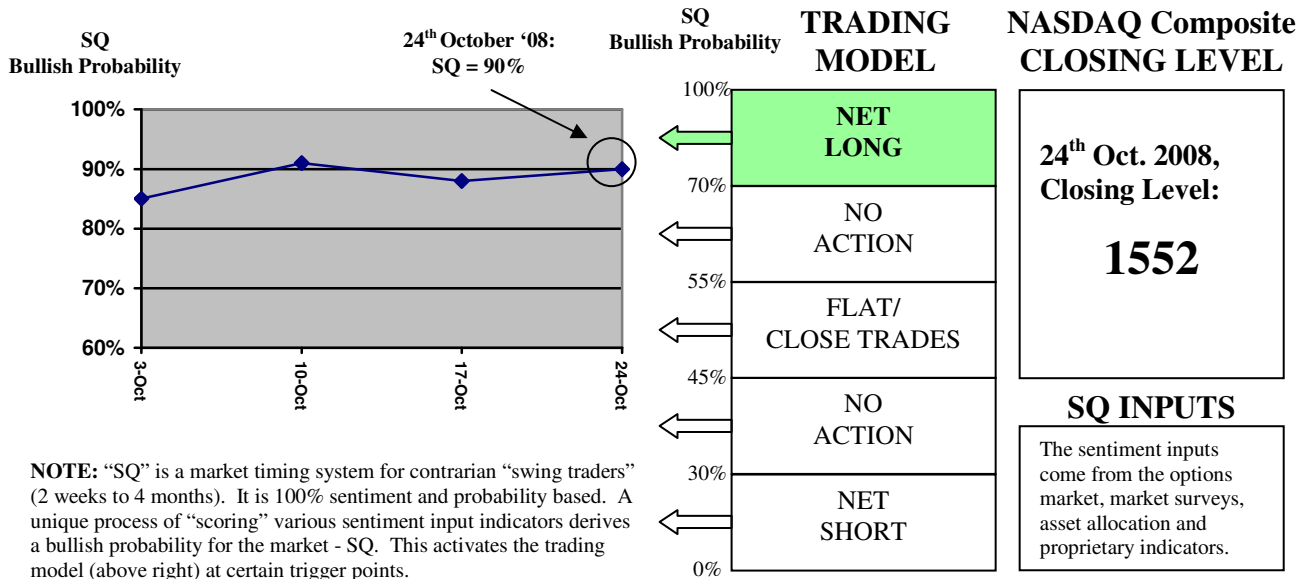 SQ
Bullish Probability
24th October ‘08:
SQ = 90%
100%
90%
80%
70%
60%
3-Oct
10-Oct
17-Oct
24-Oct
NOTE: “SQ” is a market timing system for contrarian “swing traders”
(2 weeks to 4 months). It is 100% sentiment and probability based. A
unique process of “scoring” various sentiment input indicators derives
a bullish probability for the market - SQ. This activates the trading
model (above right) at certain trigger points.
SQ
Bullish Probability
TRADING
MODEL
100%
NET
LONG
70%
NO
ACTION
55%
FLAT/
CLOSE TRADES
45%
NO
ACTION
30%
NET
SHORT
0%
NASDAQ Composite
CLOSING LEVEL
24th Oct. 2008,
Closing Level:
1552
SQ INPUTS
The sentiment inputs
come from the options
market, market surveys,
asset allocation and
proprietary indicators.